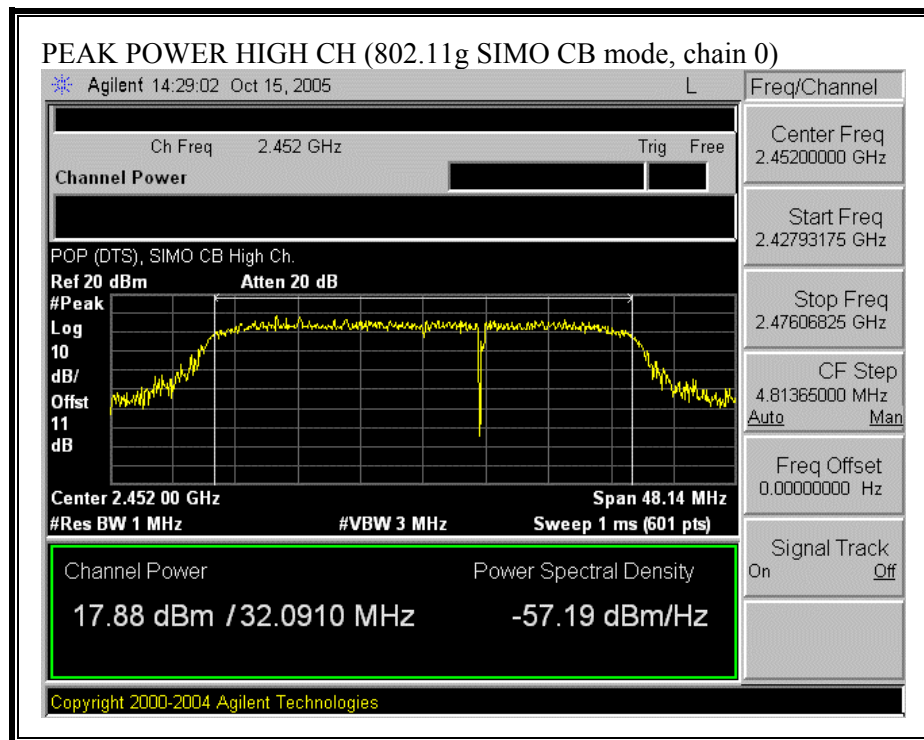 PEAK POWER HIGH CH (802.11g SIMO CB mode, chain 0)
Agilent 14:29:02 Oct 15, 2005 L
Freq/Channel
Ch Freq 2.452 GHz Trig Free
Channel Power
POP (DTS), SIMO CB High Ch.
Ref 20 dBm Atten 20 dB
#Peak
Log
10
dB/
Offst
11
dB
Center 2.452 00 GHz Span 48.14 MHz
#Res BW 1 MHz #VBW 3 MHz Sweep 1 ms (601 pts)
Channel Power Power Spectral Density
17.88 dBm / 32.0910 MHz -57.19 dBm/Hz
Copyright 2000-2004 Agilent Technologies
Center Freq
2.45200000 GHz
Start Freq
2.42793175 GHz
Stop Freq
2.47606825 GHz
CF Step
4.81365000 MHz
Auto Man
Freq Offset
0.00000000 Hz
Signal Track
On Off